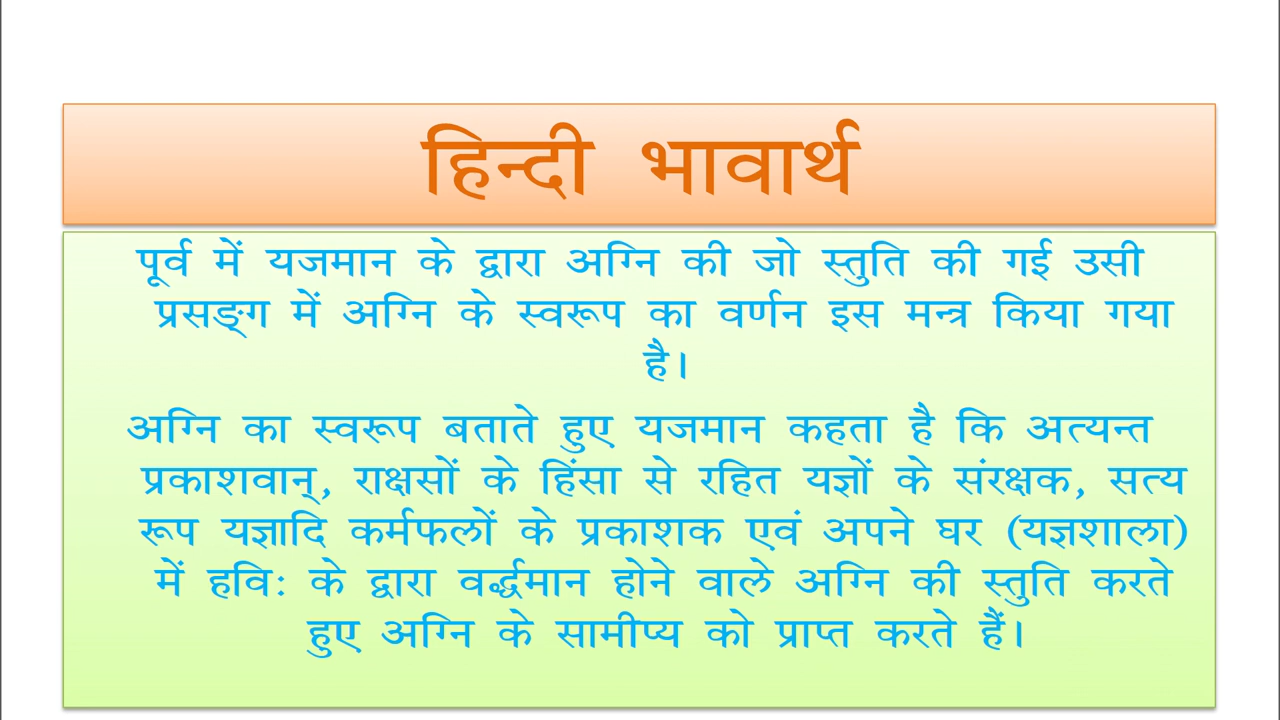 हिन्दी भावार्थ
पूर्व में यजमान के द्वारा अग्नि की जो स्तुति की गई उसी
प्रसङ्ग में अग्नि के स्वरूप का वर्णन इस मन्त्र किया गया
है।
अग्नि का स्वरूप बताते हुए यजमान कहता है कि अत्यन्त
प्रकाशवान्, राक्षसों के हिंसा से रहित यज्ञों के संरक्षक, सत्य
रूप यज्ञादि कर्मफलों के प्रकाशक एवं अपने घर (यज्ञशाला)
में हविः के द्वारा वर्द्धमान होने वाले अग्नि की स्तुति करते
हुए अग्नि के सामीप्य को प्राप्त करते हैं।